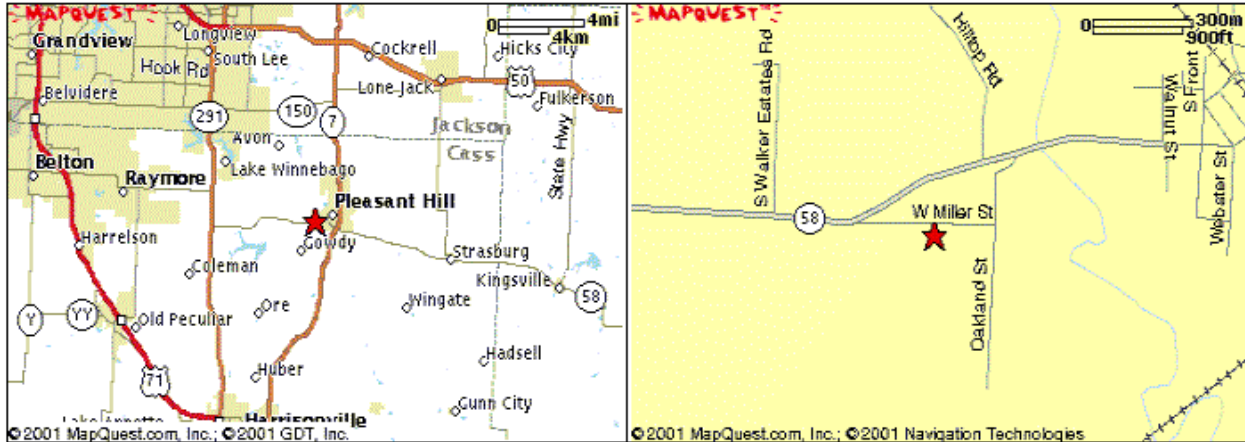 MAPQUEST
4mi
4km
Longview
Grandview
South Lee
Cockrell
Hicks City
Hook Rd
Lone Jack
50
Belvidere
Fulkerson
291
150
7
Jackson
Avon
Cass
Lake Winnebago
State Hwy
Belton
Raymore
Pleasant Hill
Harrelson
Gowdy
Strasburg
Coleman
Kingsville
58
Wingate
Ore
Y
YY
Old Peculiar
Hadsell
Huber
71
Gunn City
Lake Annette
Harrisonville
©2001 MapQuest.com, Inc.; ©2001 GDT, Inc.
MAPQUEST
300m
900ft
Hilltop Rd
S Walker Estates Rd
Walnut St
S Front
W Miller St
58
Webster St
Oakland St
©2001 MapQuest.com, Inc.; ©2001 Navigation Technologies